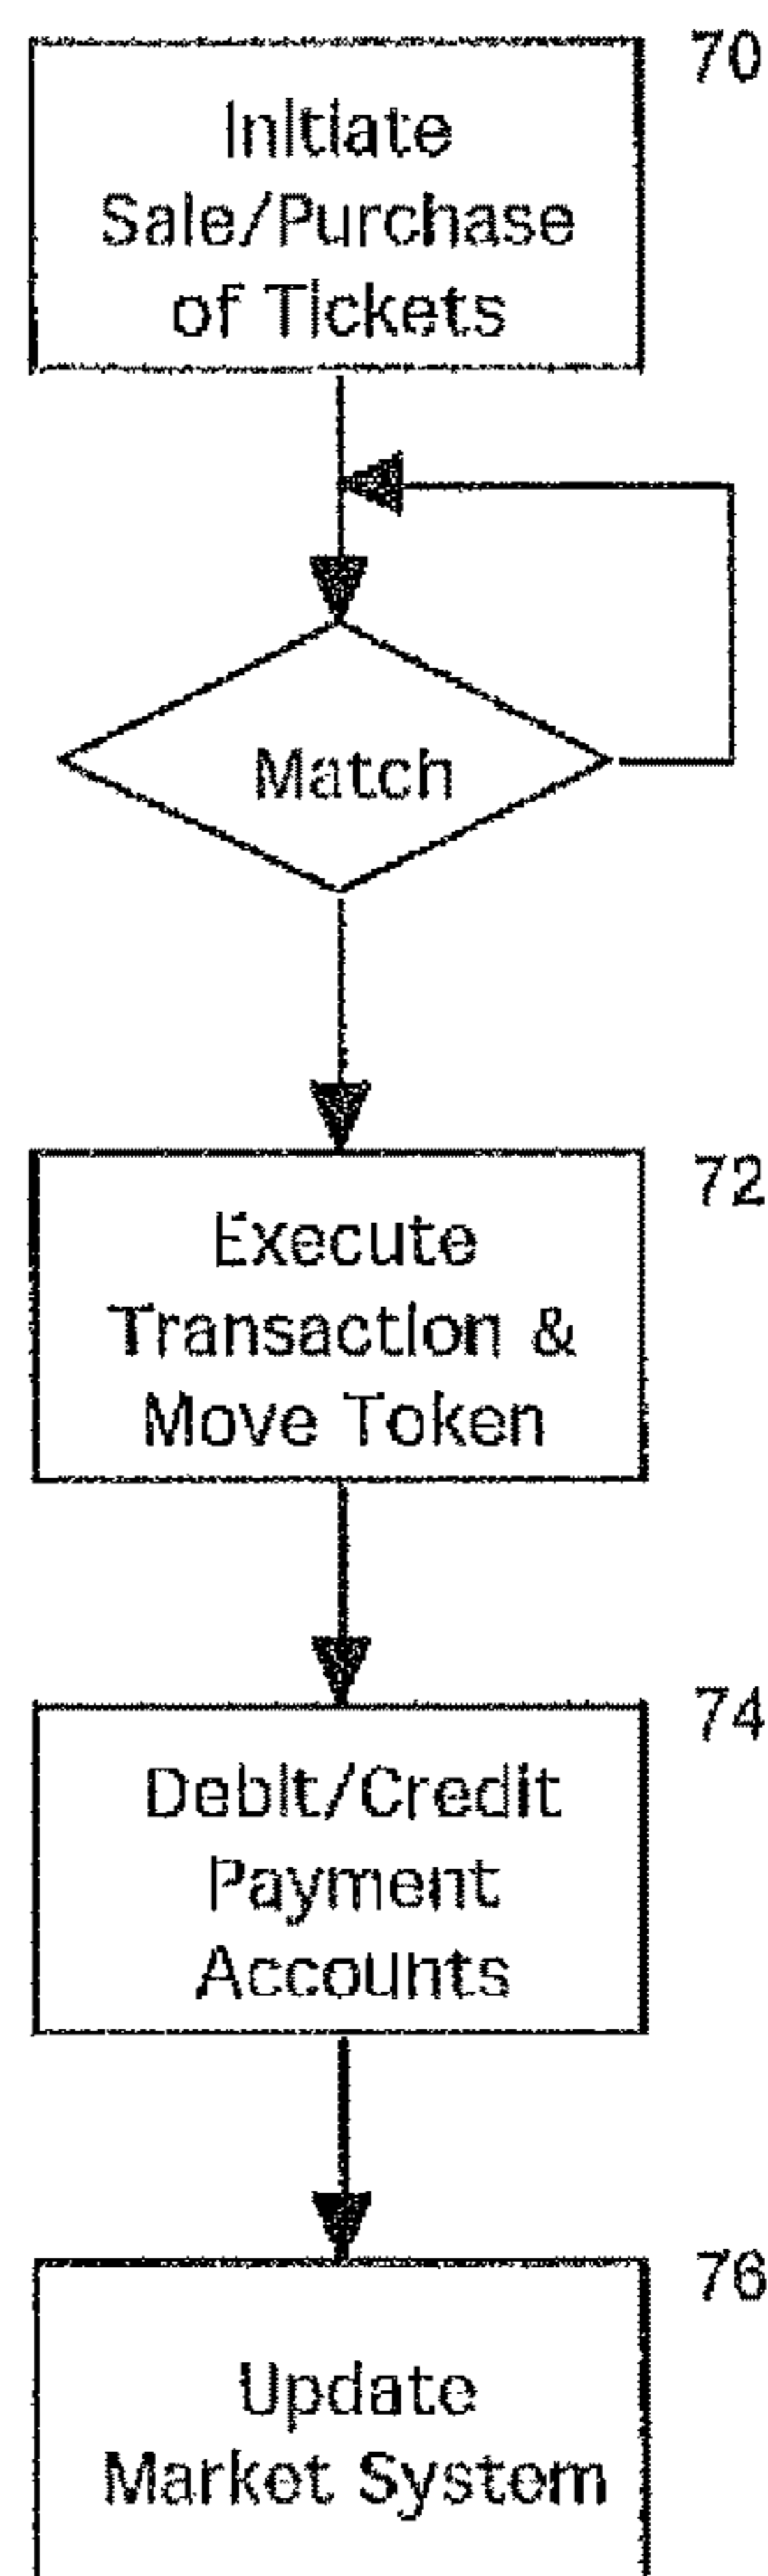 70
Initiate
Sale/Purchase
of Tickets
Match
72
Execute
Transaction &
Move Token
74
Debit/Credit
Payment
Accounts
76
Update
Market System